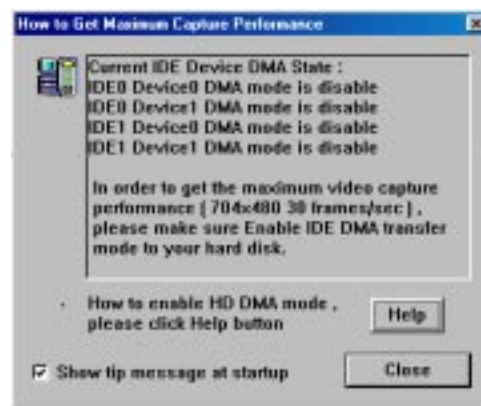 How to Get Maximum Capture Performance
Current IDE Device DMA State :
IDE0 Device0 DMA mode is disable
IDE0 Device1 DMA mode is disable
IDE1 Device0 DMA mode is disable
IDE1 Device1 DMA mode is disable
In order to get the maximum video capture
performance ( 704x480 30 frames/sec ) ,
please make sure Enable IDE DMA transfer
mode to your hard disk.
How to enable HD DMA mode ,
please click Help button
Help
Show tip message at startup
Close